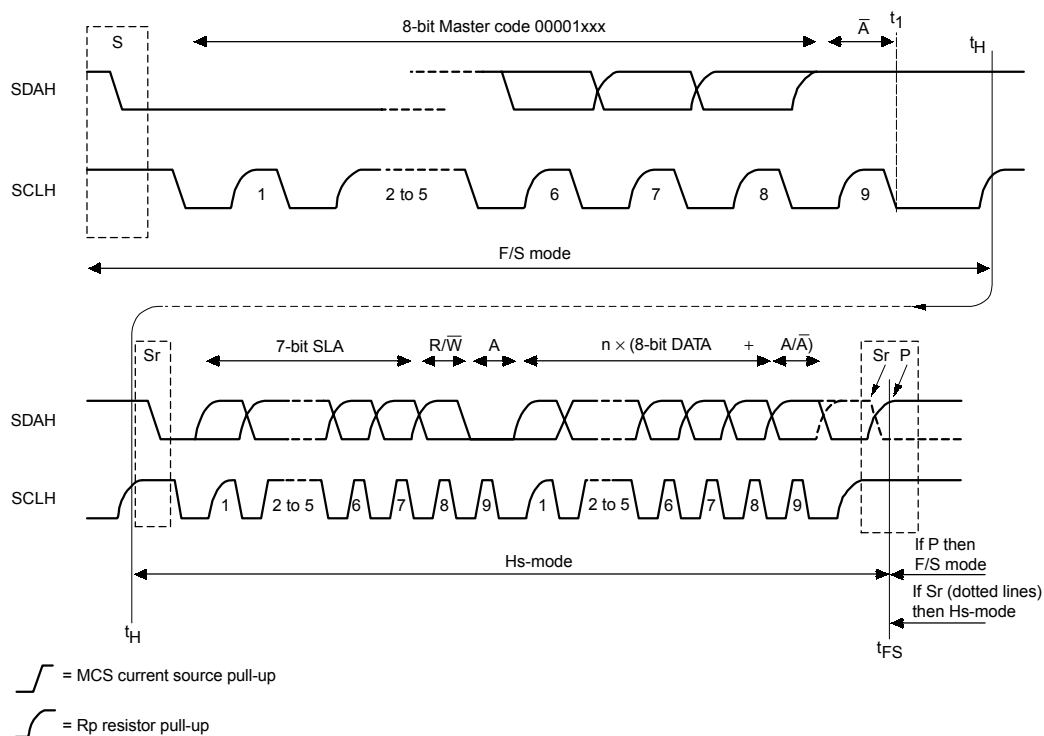 8-bit Master code 00001xxx
A̅
t1
S
tH
SDAH
SCLH
1
2 to 5
6
7
8
9
F/S mode
Sr
7-bit SLA
R/W̅
A
n × (8-bit DATA +
A/A̅)
Sr P
SDAH
SCLH
1
2 to 5
6
7
8
9
1
2 to 5
6
7
8
9
Hs-mode
If P then
F/S mode
If Sr (dotted lines)
then Hs-mode
tH
tFS
= MCS current source pull-up
= Rp resistor pull-up